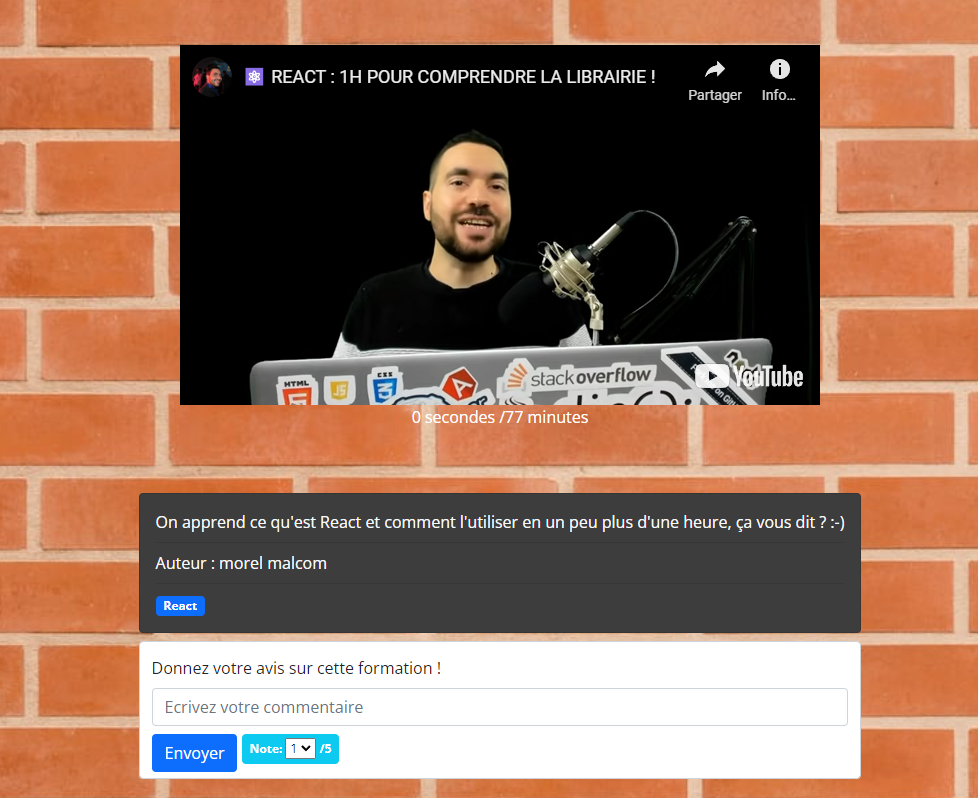 REACT : 1H POUR COMPRENDRE LA LIBRAIRIE !
Partager
Info...
HTML
JS
CSS
stackoverflow
YouTube
0 secondes /77 minutes
On apprend ce qu'est React et comment l'utiliser en un peu plus d'une heure, ça vous dit ? :-)
Auteur : morel malcom
React
Donnez votre avis sur cette formation !
Ecrivez votre commentaire
Envoyer
Note: 1 /5